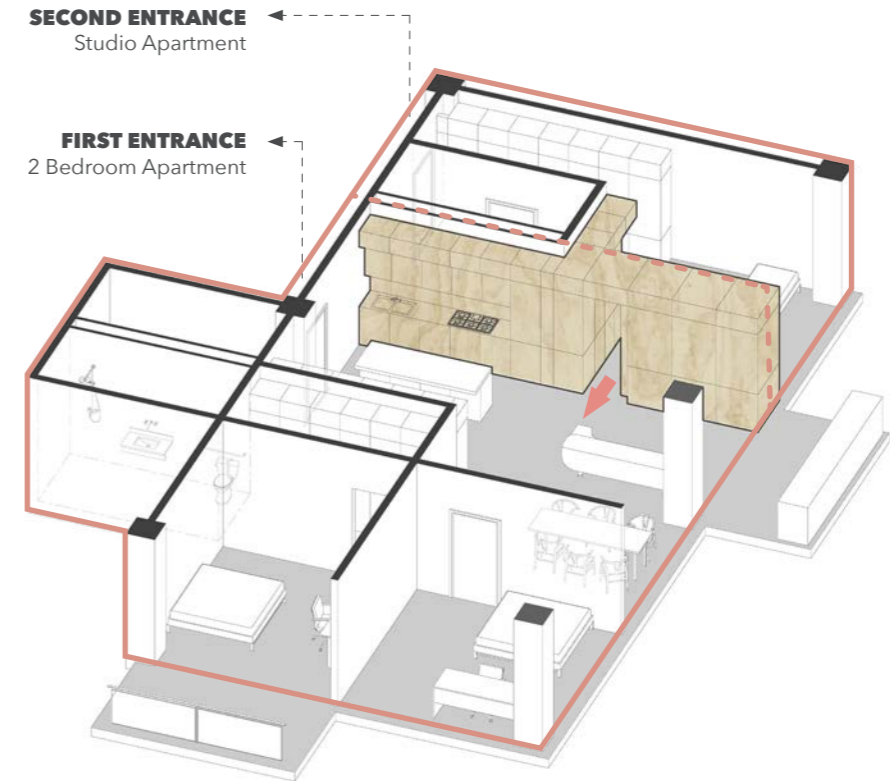 SECOND ENTRANCE
Studio Apartment
FIRST ENTRANCE
2 Bedroom Apartment